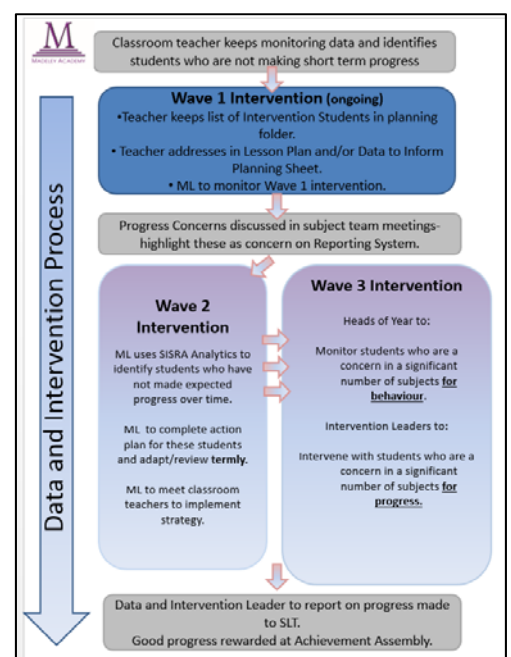 M
MADELEY ACADEMY
Classroom teacher keeps monitoring data and identifies
students who are not making short term progress
Data and Intervention Process
Wave 1 Intervention (ongoing)
•Teacher keeps list of Intervention Students in planning
folder.
• Teacher addresses in Lesson Plan and/or Data to Inform
Planning Sheet.
• ML to monitor Wave 1 intervention.
Progress Concerns discussed in subject team meetings-
highlight these as concern on Reporting System.
Wave 2
Intervention
ML uses SISRA Analytics to
identify students who have
not made expected
progress over time.
ML to complete action
plan for these students
and adapt/review termly.
ML to meet classroom
teachers to implement
strategy.
Wave 3 Intervention
Heads of Year to:
Monitor students who are a
concern in a significant
number of subjects for
behaviour.
Intervention Leaders to:
Intervene with students who are a
concern in a significant
number of subjects for
progress.
Data and Intervention Leader to report on progress made
to SLT.
Good progress rewarded at Achievement Assembly.